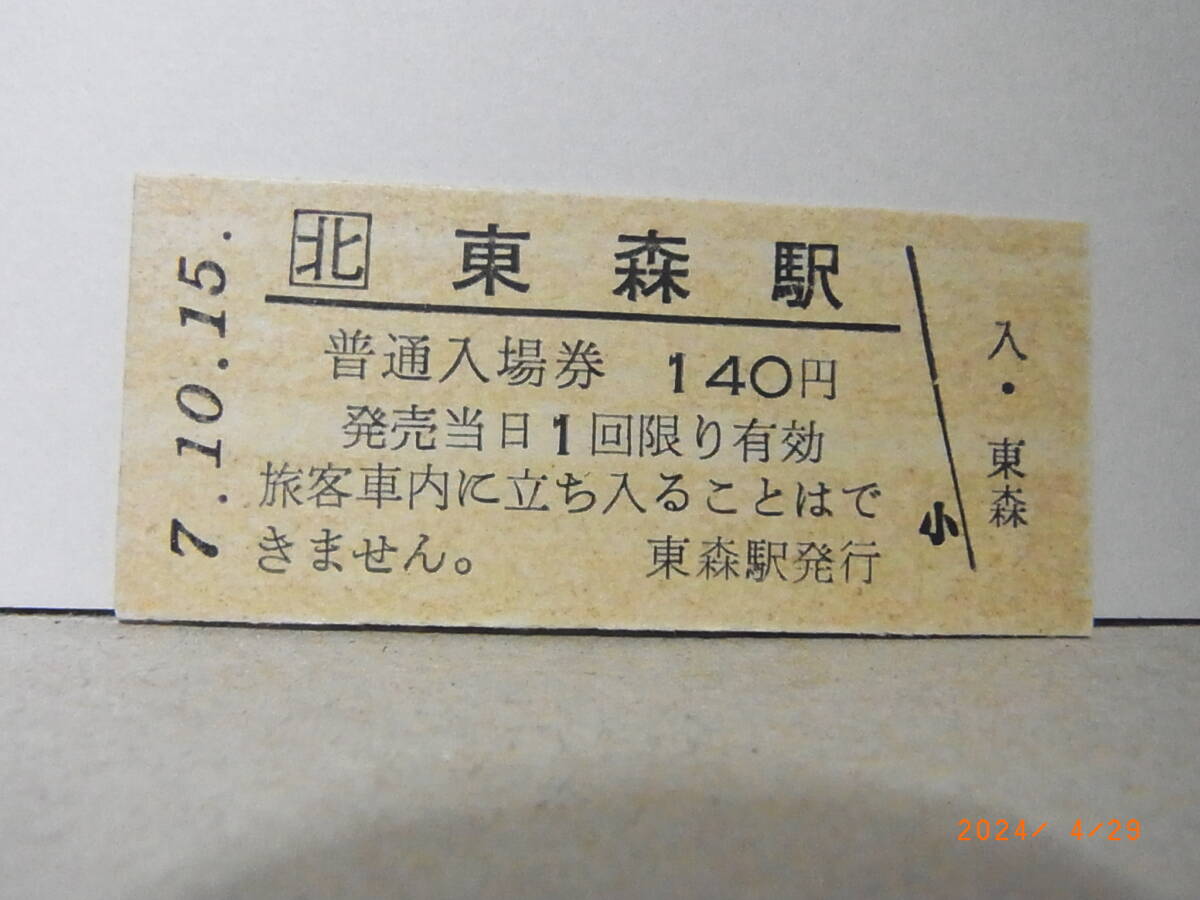 7.10.15.
北 東森駅
普通入場券 140円
発売当日1回限り有効
旅客車内に立ち入ることはで
きません。 東森駅発行
小
入・東森
2024/ 4/29